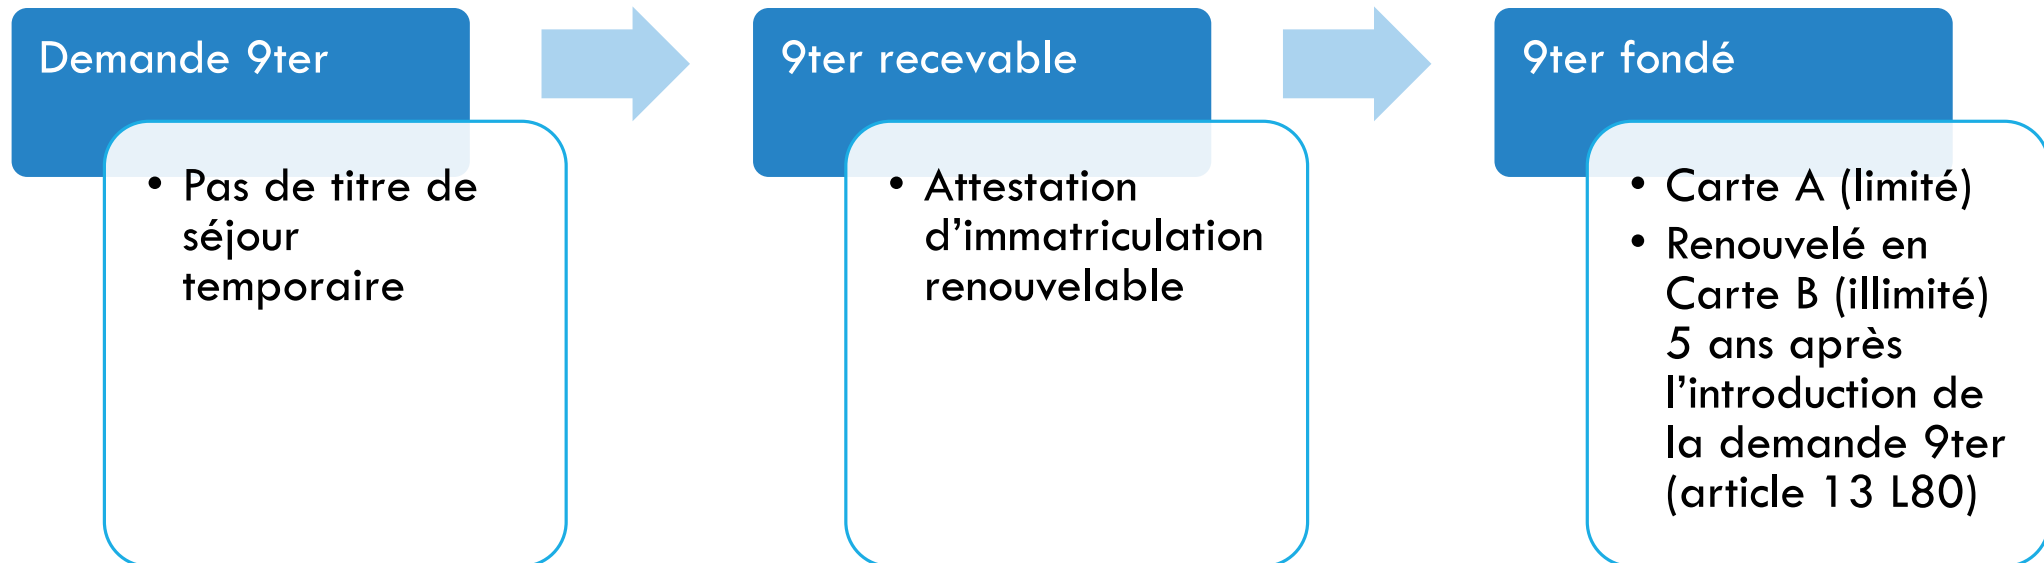 Demande 9ter
• Pas de titre de
séjour
temporaire
9ter recevable
• Attestation
d’immatriculation
renouvelable
9ter fondé
• Carte A (limité)
• Renouvelé en
Carte B (illimité)
5 ans après
l’introduction de
la demande 9ter
(article 13 L80)